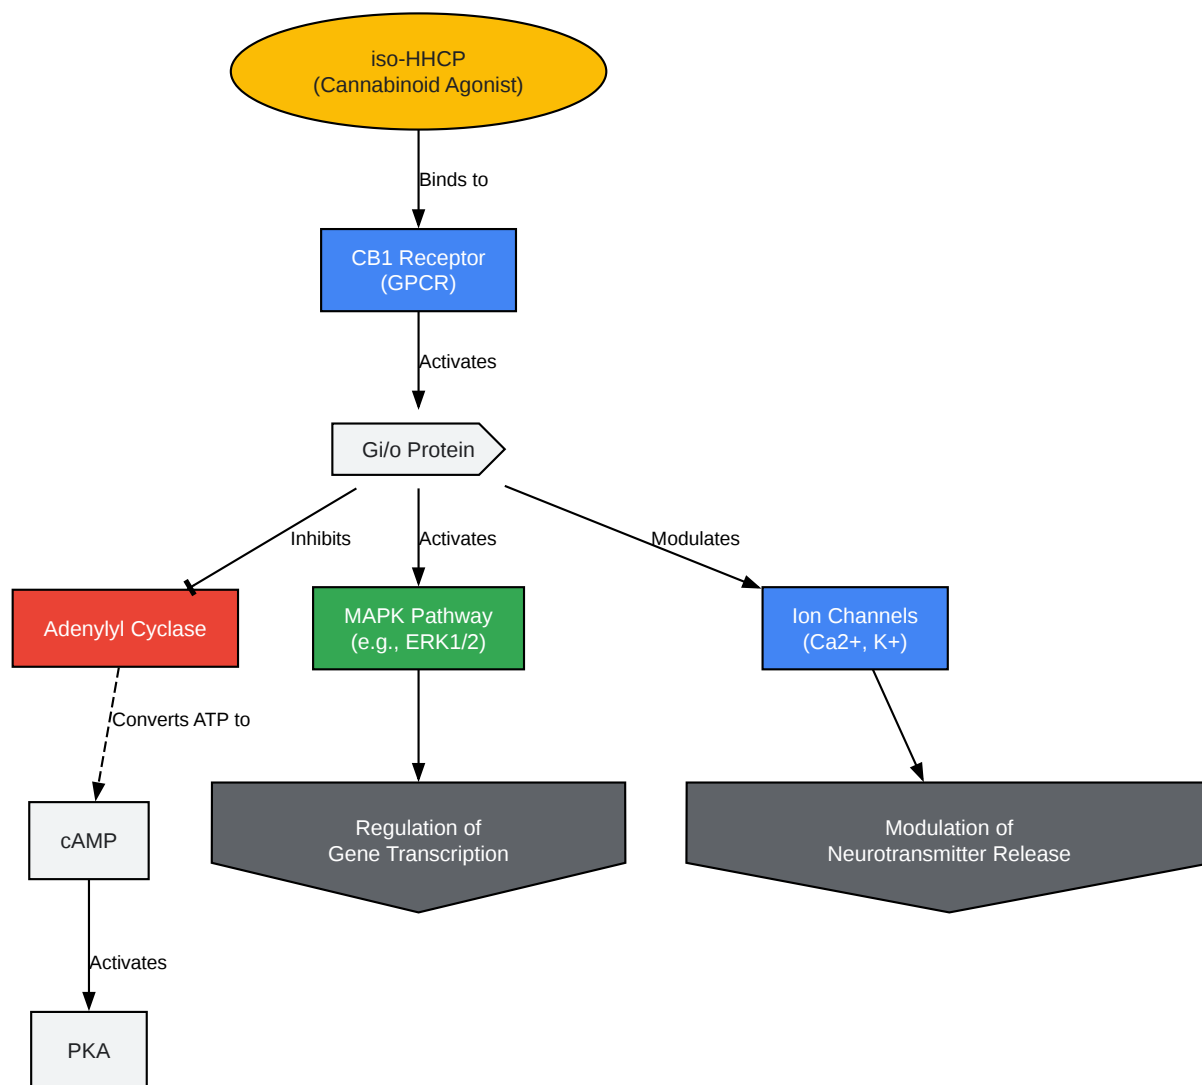 iso-HHCP
(Cannabinoid Agonist)
Binds to
CB1 Receptor
(GPCR)
Activates
Gi/o Protein
Inhibits
Activates
Modulates
Adenylyl Cyclase
MAPK Pathway
(e.g., ERK1/2)
Ion Channels
(Ca2+, K+)
Converts ATP to
cAMP
Regulation of
Gene Transcription
Modulation of
Neurotransmitter Release
Activates
PKA